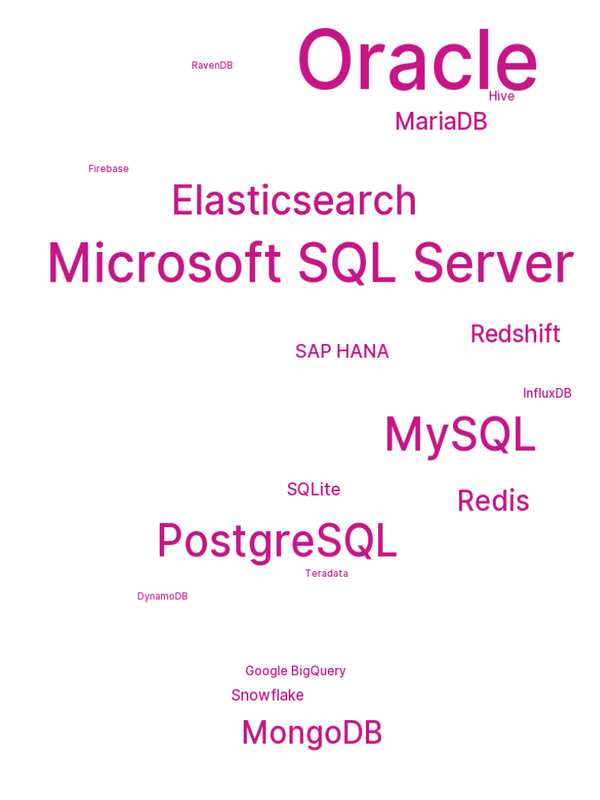 Oracle
RavenDB
Hive
MariaDB
Firebase
Elasticsearch
Microsoft SQL Server
Redshift
SAP HANA
InfluxDB
MySQL
SQLite
Redis
PostgreSQL
Teradata
DynamoDB
Google BigQuery
Snowflake
MongoDB